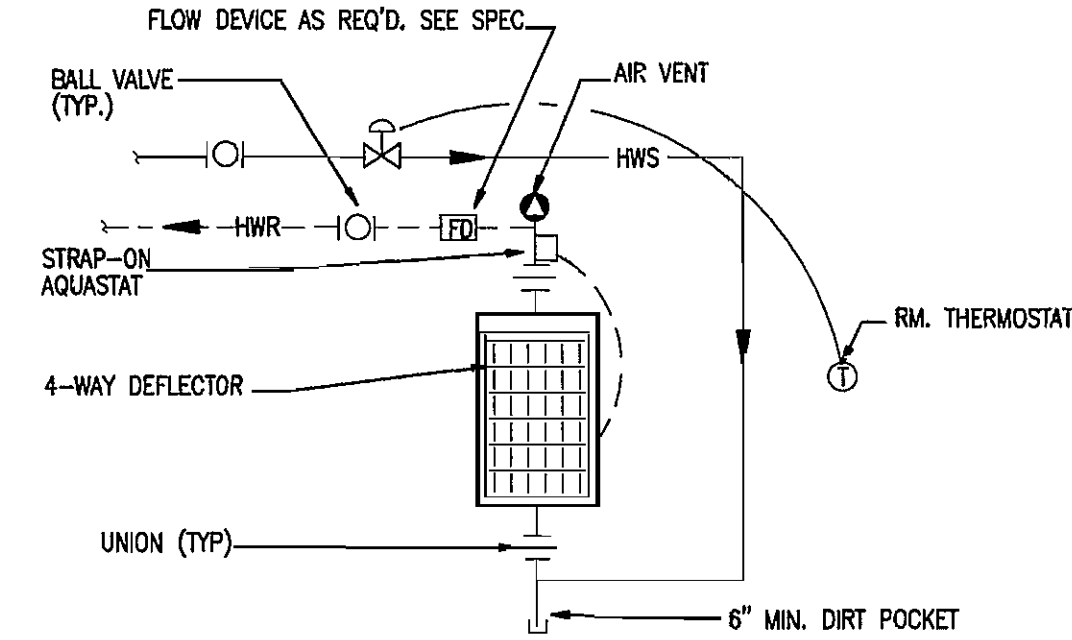 FLOW DEVICE AS REQ'D. SEE SPEC
BALL VALVE
(TYP.)
AIR VENT
HWS
HWR
FD
STRAP-ON
AQUASTAT
RM. THERMOSTAT
T
4-WAY DEFLECTOR
UNION (TYP)
6" MIN. DIRT POCKET